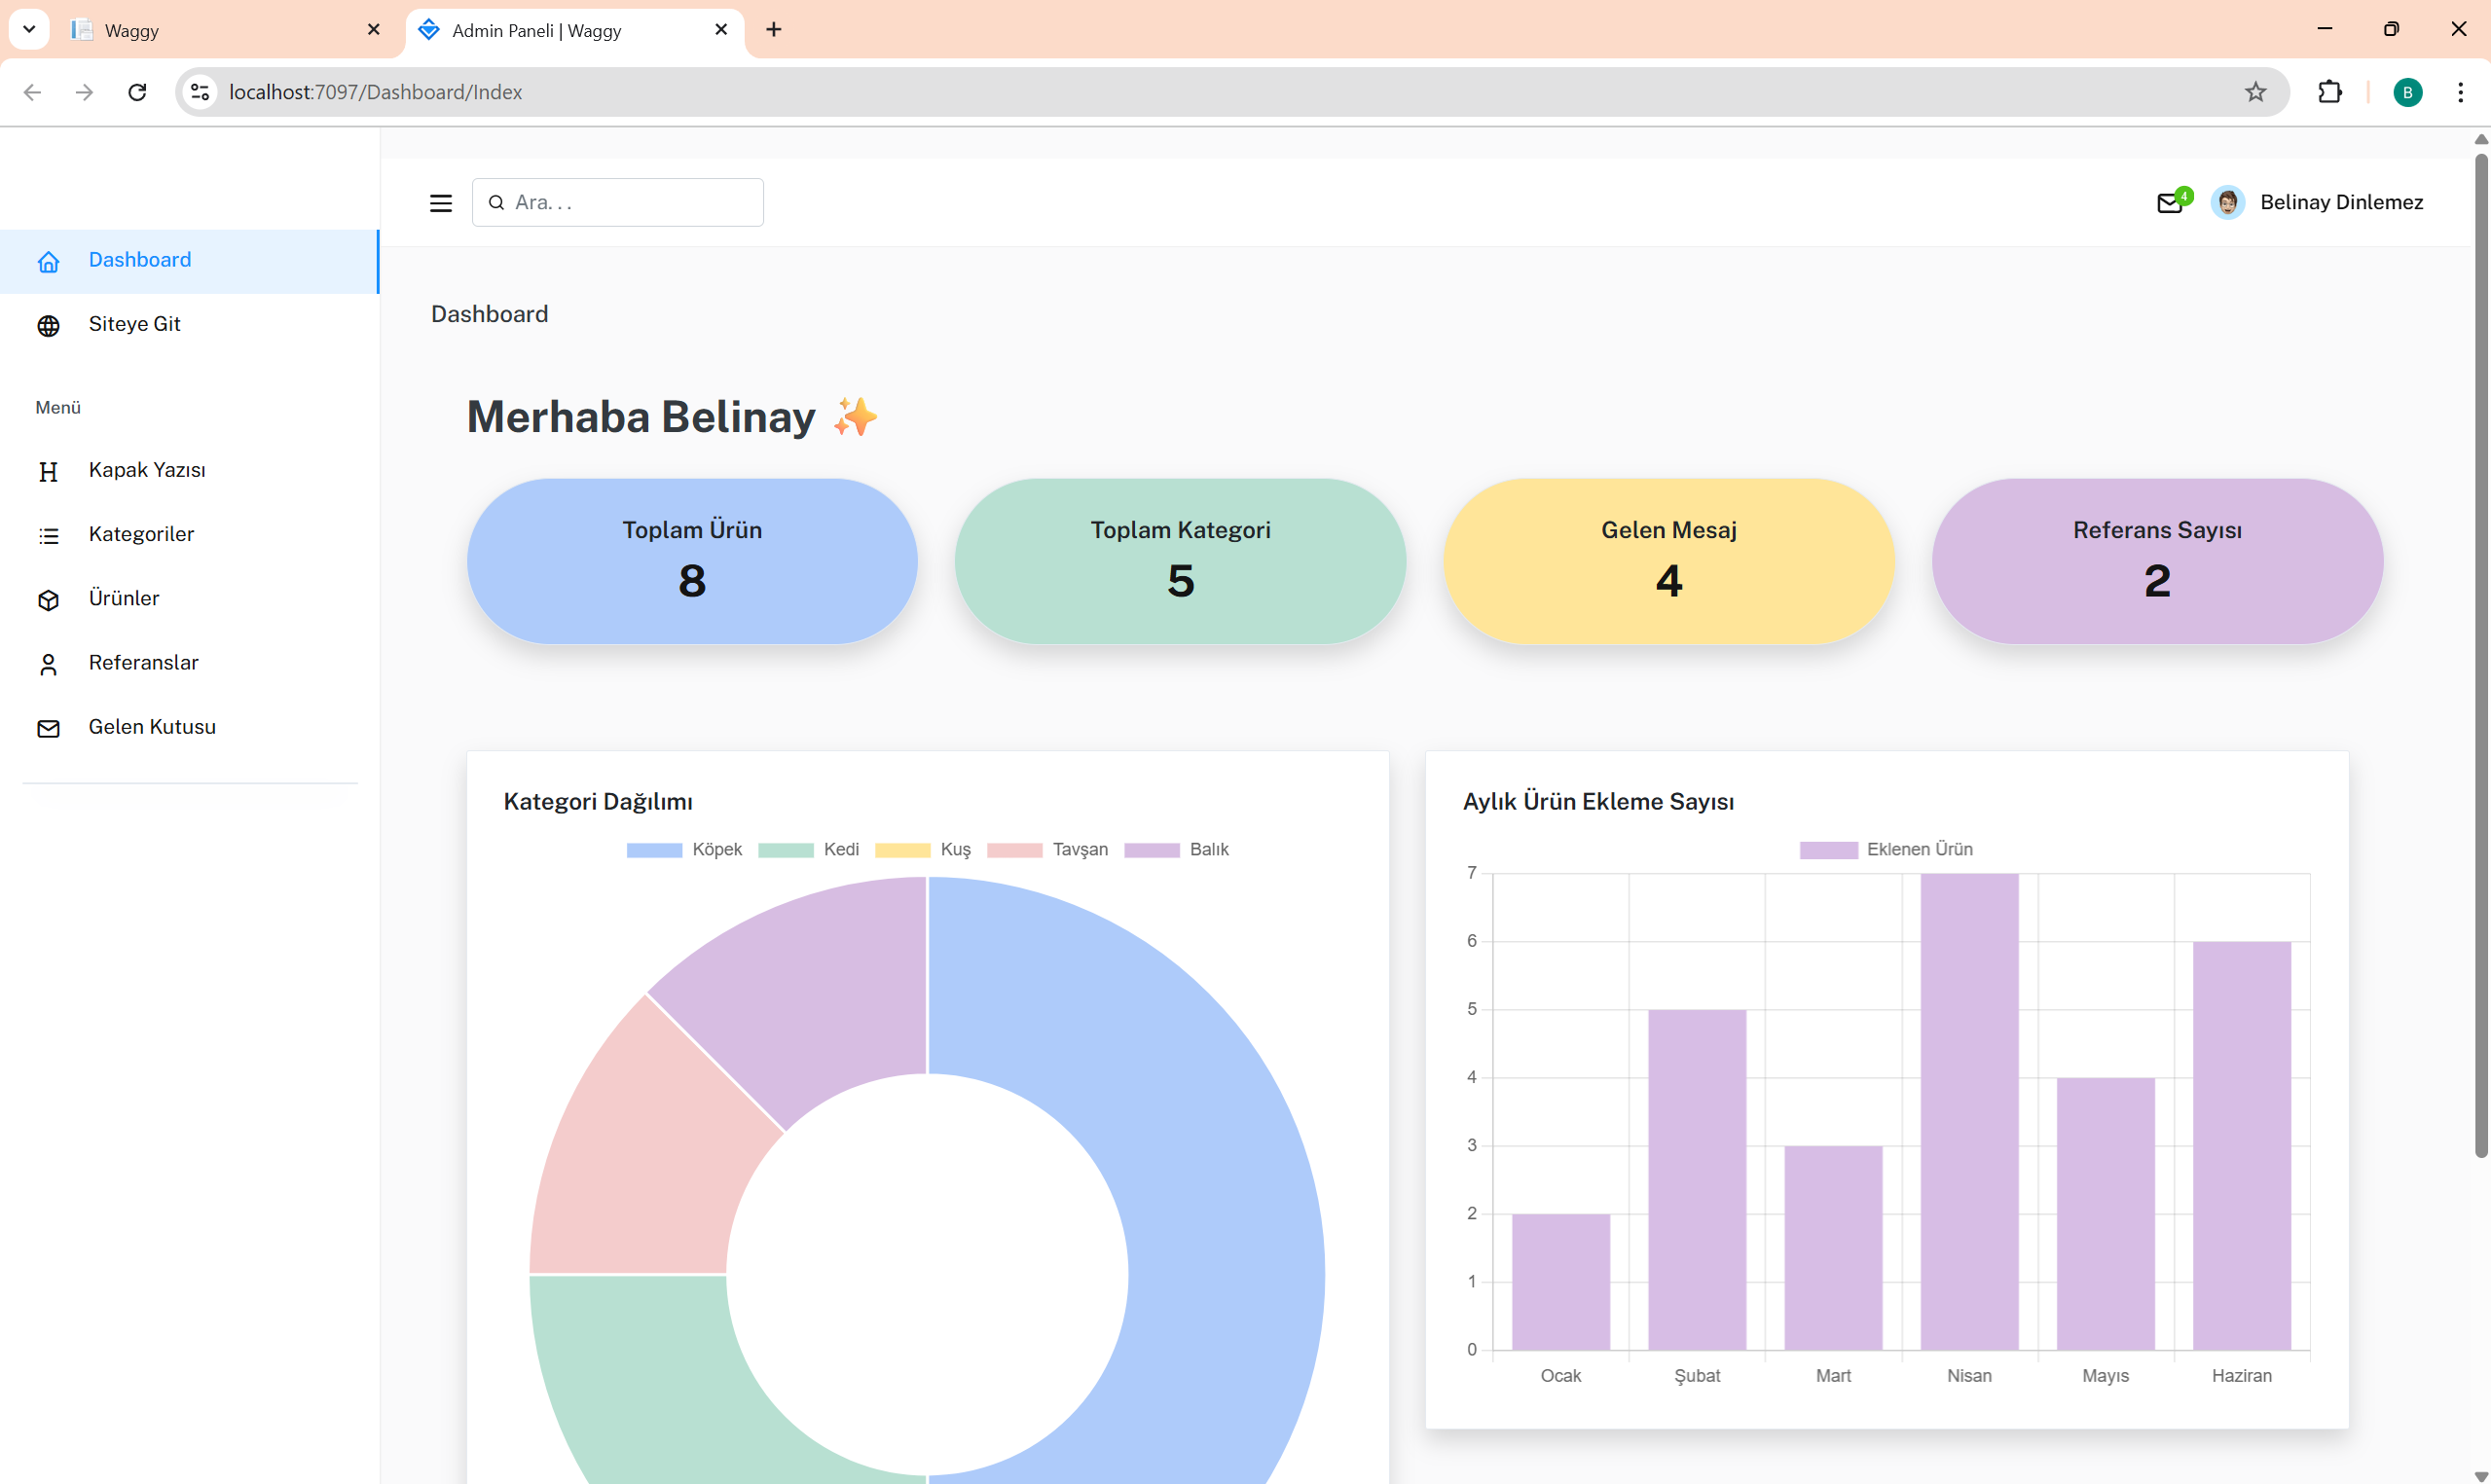 Waggy
Admin Paneli | Waggy
localhost:7097/Dashboard/Index
B
Ara. . .
4
Belinay Dinlemez
Dashboard
Siteye Git
Menü
Kapak Yazısı
Kategoriler
Ürünler
Referanslar
Gelen Kutusu
Dashboard
Merhaba Belinay ✨
Toplam Ürün
8
Toplam Kategori
5
Gelen Mesaj
4
Referans Sayısı
2
Kategori Dağılımı
Köpek Kedi Kuş Tavşan Balık
Aylık Ürün Ekleme Sayısı
Eklenen Ürün
7
6
5
4
3
2
1
0
Ocak Şubat Mart Nisan Mayıs Haziran